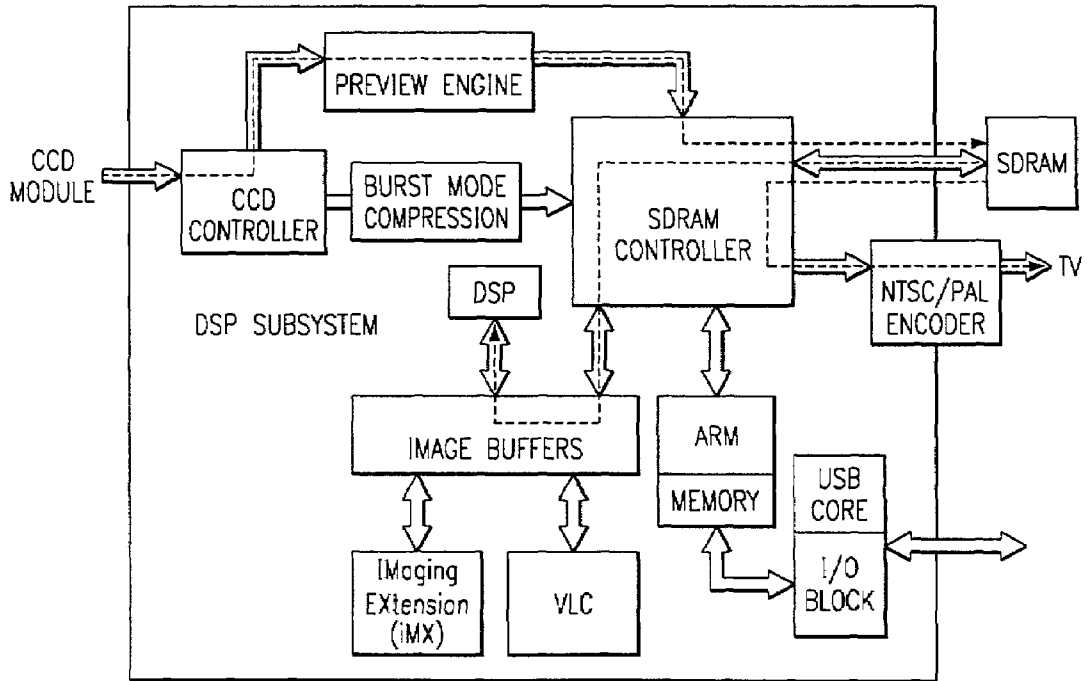 PREVIEW ENGINE
CCD
MODULE
CCD
CONTROLLER
BURST MODE
COMPRESSION
SDRAM
CONTROLLER
SDRAM
NTSC/PAL
ENCODER
TV
DSP
DSP SUBSYSTEM
IMAGE BUFFERS
ARM
MEMORY
USB
CORE
I/O
BLOCK
IMaging
EXtension
(IMX)
VLC